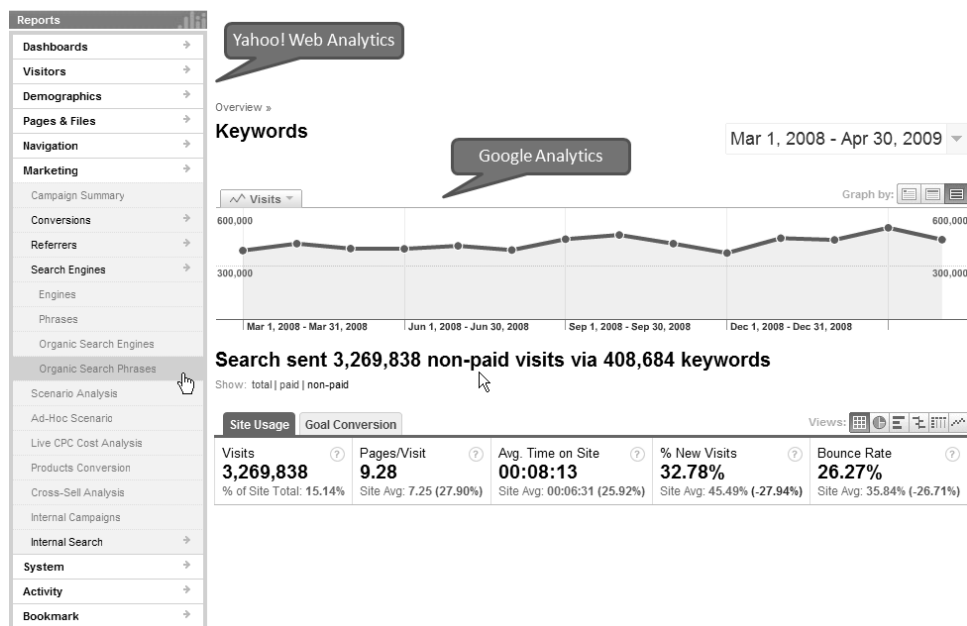 Reports
Dashboards
Visitors
Demographics
Pages & Files
Navigation
Marketing
Campaign Summary
Conversions
Referrers
Search Engines
Engines
Phrases
Organic Search Engines
Organic Search Phrases
Scenario Analysis
Ad-Hoc Scenario
Live CPC Cost Analysis
Products Conversion
Cross-Sell Analysis
Internal Campaigns
Internal Search
System
Activity
Bookmark
Yahoo! Web Analytics
Overview »
Keywords
Mar 1, 2008 - Apr 30, 2009
Google Analytics
Visits
Graph by:
600,000 600,000
300,000 300,000
Mar 1, 2008 - Mar 31, 2008 Jun 1, 2008 - Jun 30, 2008 Sep 1, 2008 - Sep 30, 2008 Dec 1, 2008 - Dec 31, 2008
Search sent 3,269,838 non-paid visits via 408,684 keywords
Show: total | paid | non-paid
Site Usage Goal Conversion Views:
Visits ? Pages/Visit ? Avg. Time on Site ? % New Visits ? Bounce Rate ?
3,269,838 9.28 00:08:13 32.78% 26.27%
% of Site Total: 15.14% Site Avg: 7.25 (27.90%) Site Avg: 00:06:31 (25.92%) Site Avg: 45.49% (-27.94%) Site Avg: 35.84% (-26.71%)